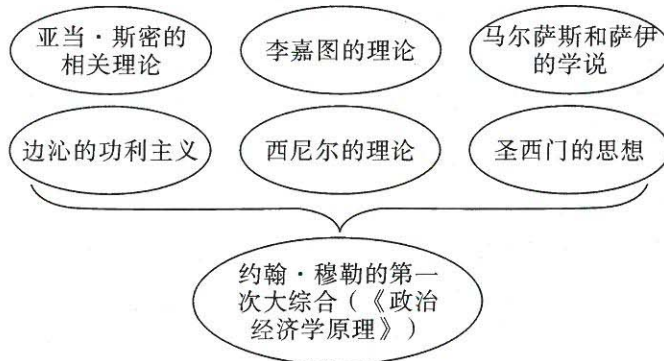 亚当·斯密的
相关理论
李嘉图的理论
马尔萨斯和萨伊
的学说
边沁的功利主义
西尼尔的理论
圣西门的思想
约翰·穆勒的第一
次大综合（《政治
经济学原理》）